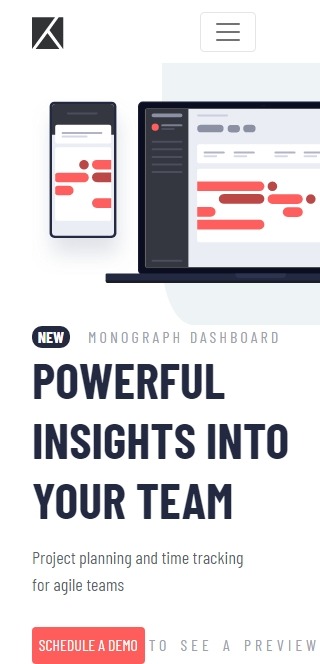 NEW MONOGRAPH DASHBOARD
POWERFUL
INSIGHTS INTO
YOUR TEAM
Project planning and time tracking
for agile teams
SCHEDULE A DEMO TO SEE A PREVIEW